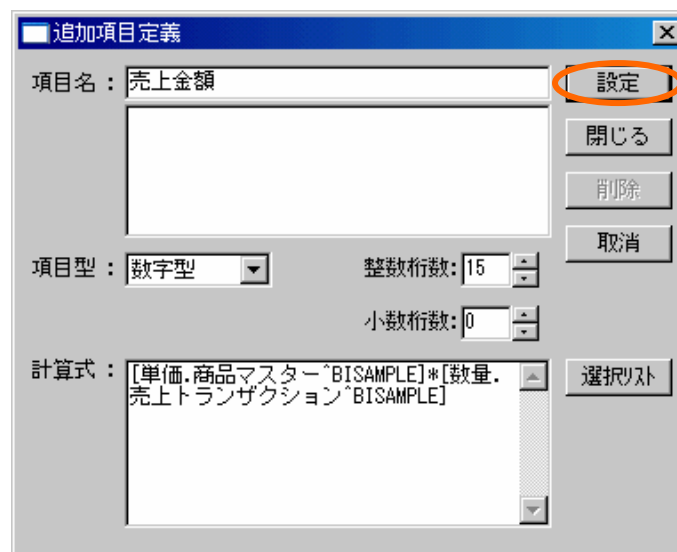 追加項目定義
項目名：売上金額
設定
閉じる
削除
取消
項目型：数字型
整数桁数:15
小数桁数:0
計算式：[単価.商品マスター^BISAMPLE]*[数量.
売上トランザクション^BISAMPLE]
選択リスト